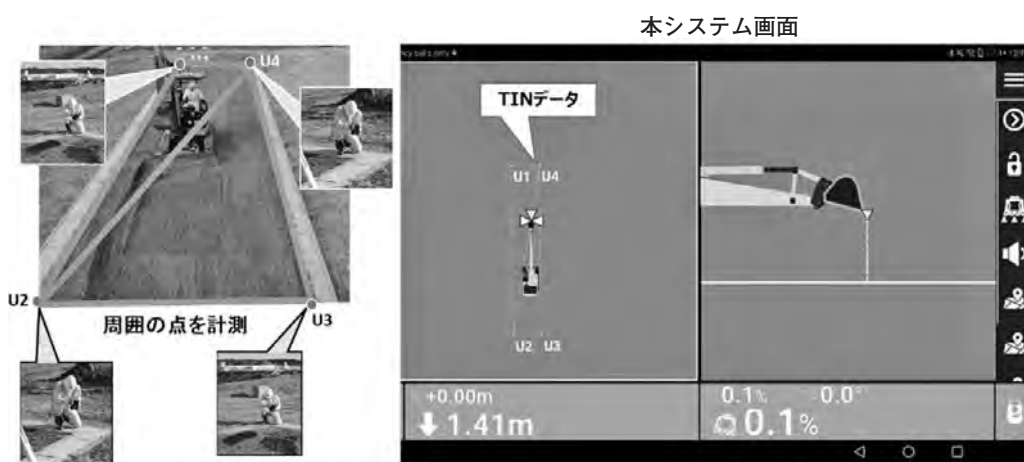 本システム画面
U4
U2
U3
周囲の点を計測
TINデータ
U1 U4
U2 U3
+0.00m
1.41m
0.1% 0.0°
0.1%